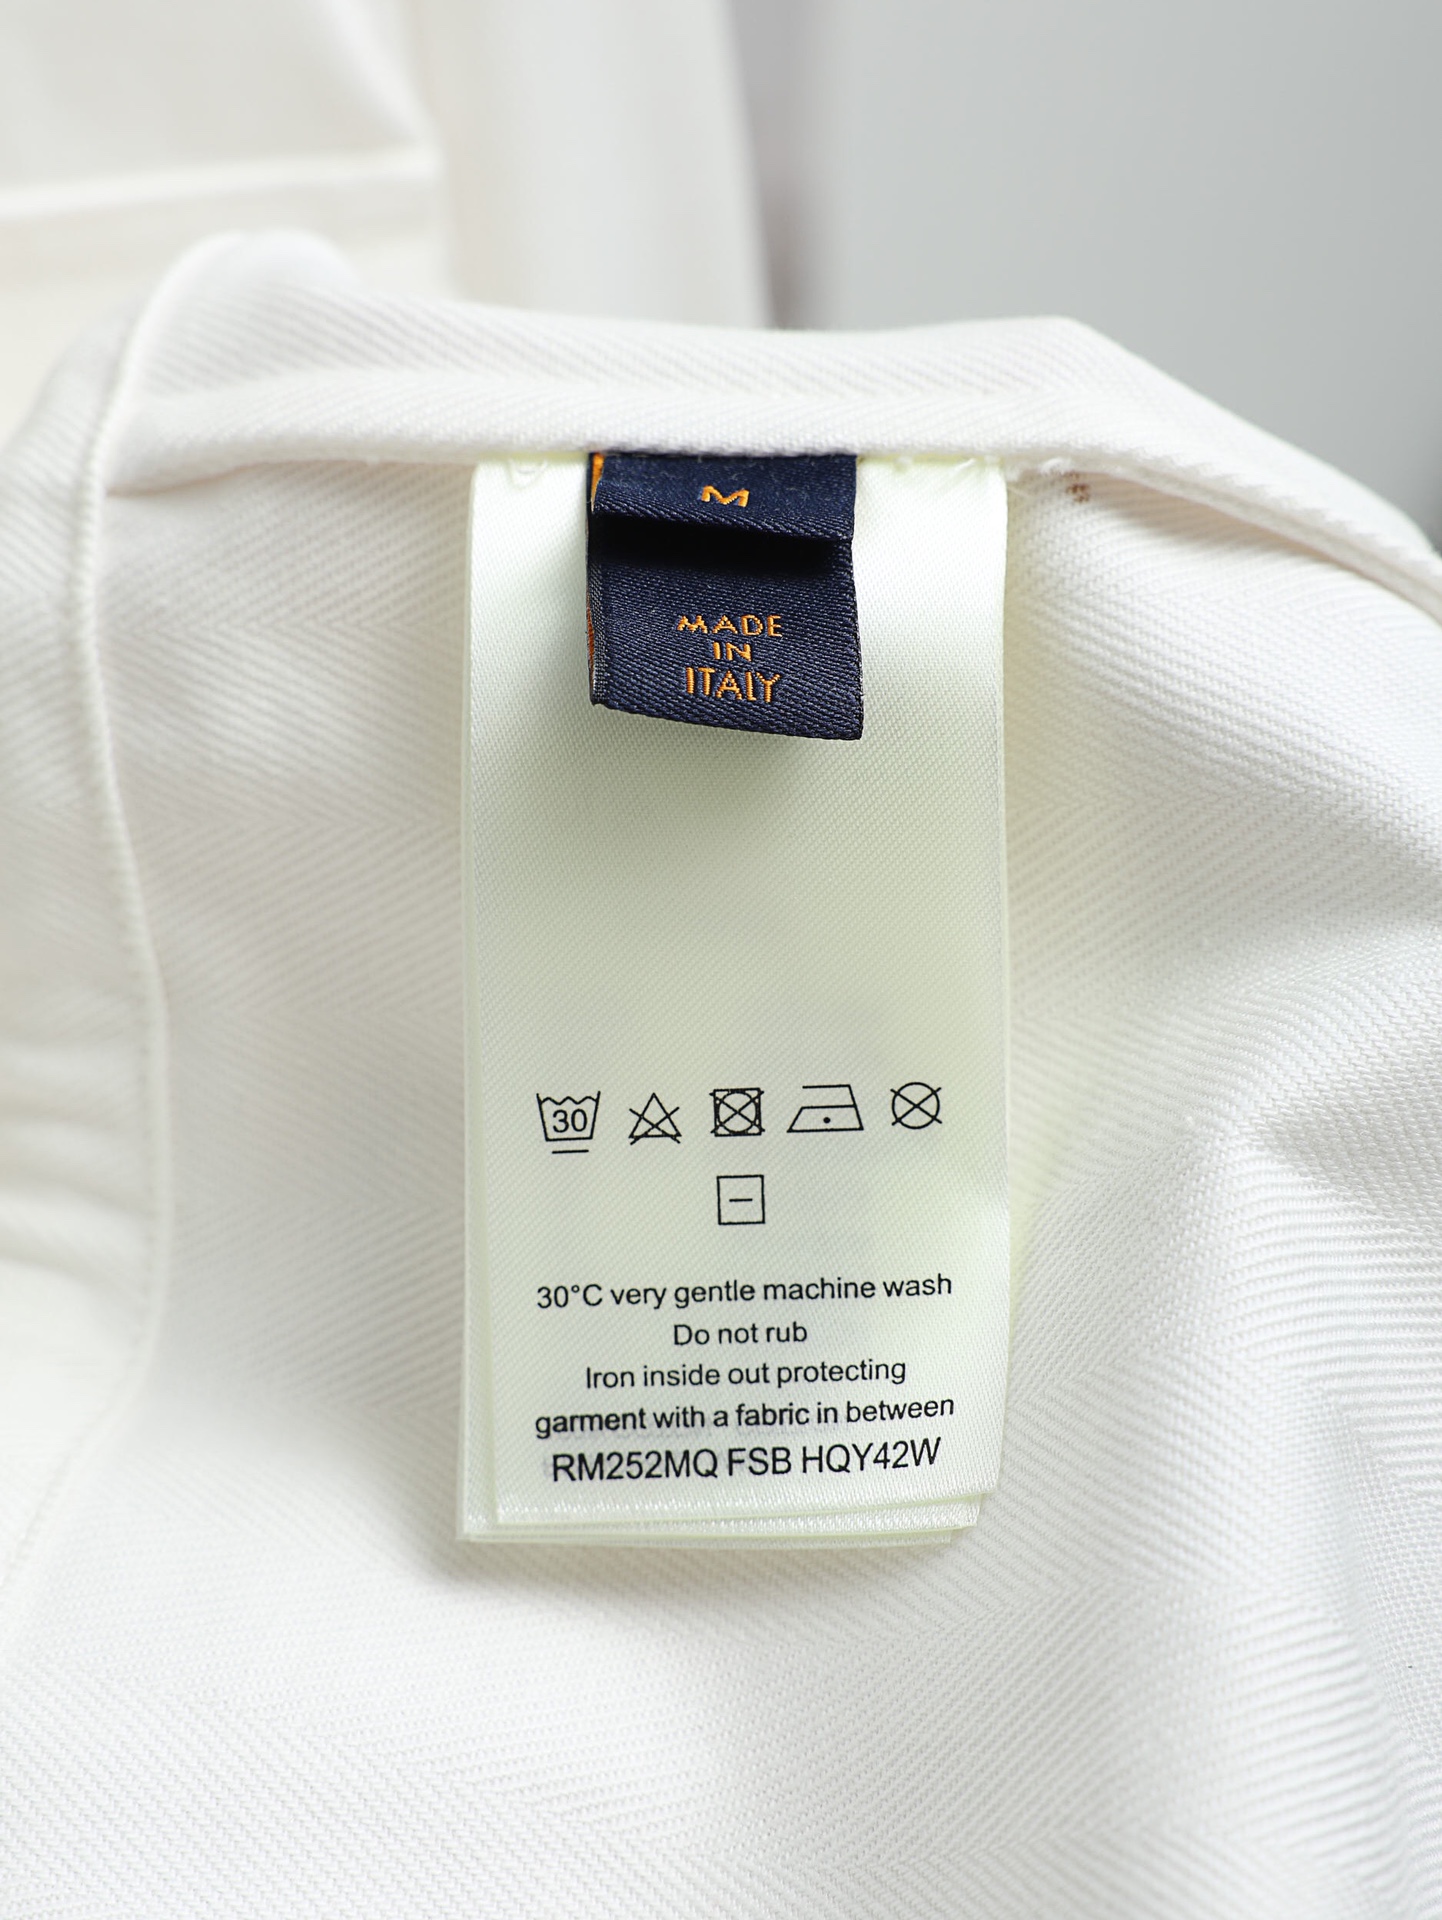 M
MADE
IN
ITALY
30
30°C very gentle machine wash
Do not rub
Iron inside out protecting
garment with a fabric in between
RM252MQ FSB HQY42W